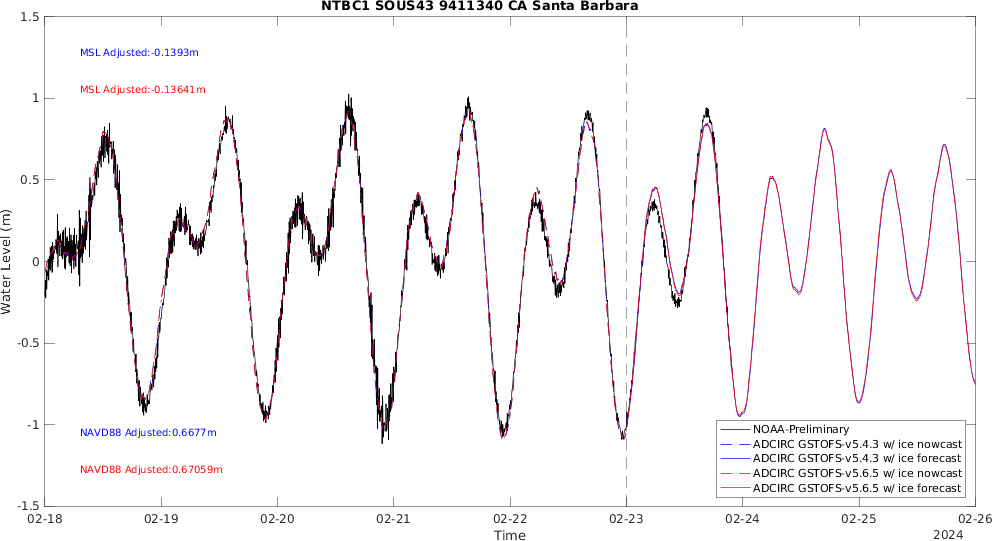 NTBC1 SOUS43 9411340 CA Santa Barbara
1.5
1
0.5
0
-0.5
-1
-1.5
Water Level (m)
MSL Adjusted:-0.1393m
MSL Adjusted:-0.13641m
NAVD88 Adjusted:0.6677m
NAVD88 Adjusted:0.67059m
NOAA-Preliminary
ADCIRC GSTOFS-v5.4.3 w/ ice nowcast
ADCIRC GSTOFS-v5.4.3 w/ ice forecast
ADCIRC GSTOFS-v5.6.5 w/ ice nowcast
ADCIRC GSTOFS-v5.6.5 w/ ice forecast
02-18 02-19 02-20 02-21 02-22 02-23 02-24 02-25 02-26
Time
2024